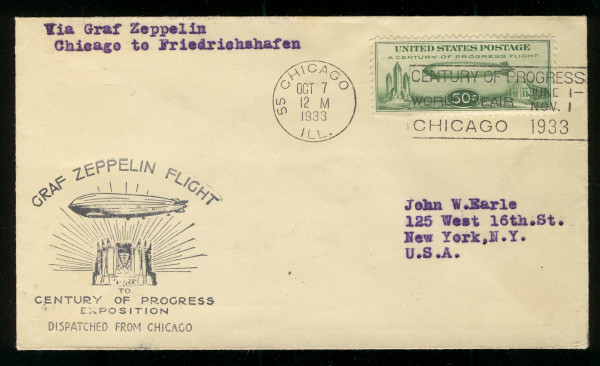 Via Graf Zeppelin
Chicago to Friedrichshafen
UNITED STATES POSTAGE
A CENTURY OF PROGRESS FLIGHT
50¢
55 CHICAGO
OCT 7
12 M
1933
ILL.
CENTURY OF PROGRESS
WORLD'S FAIR
JUNE 1-
NOV. 1
CHICAGO 1933
GRAF ZEPPELIN FLIGHT
TO
CENTURY OF PROGRESS
EXPOSITION
DISPATCHED FROM CHICAGO
John W.Earle
125 West 16th.St.
New York,N.Y.
U.S.A.